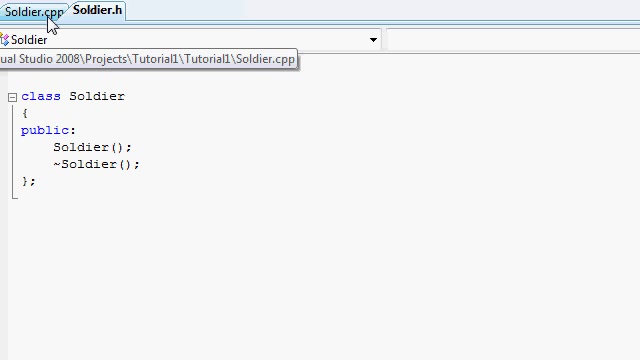 Soldier.cpp Soldier.h
Soldier
ual Studio 2008\Projects\Tutorial1\Tutorial1\Soldier.cpp
class Soldier
{
public:
    Soldier();
    ~Soldier();
};